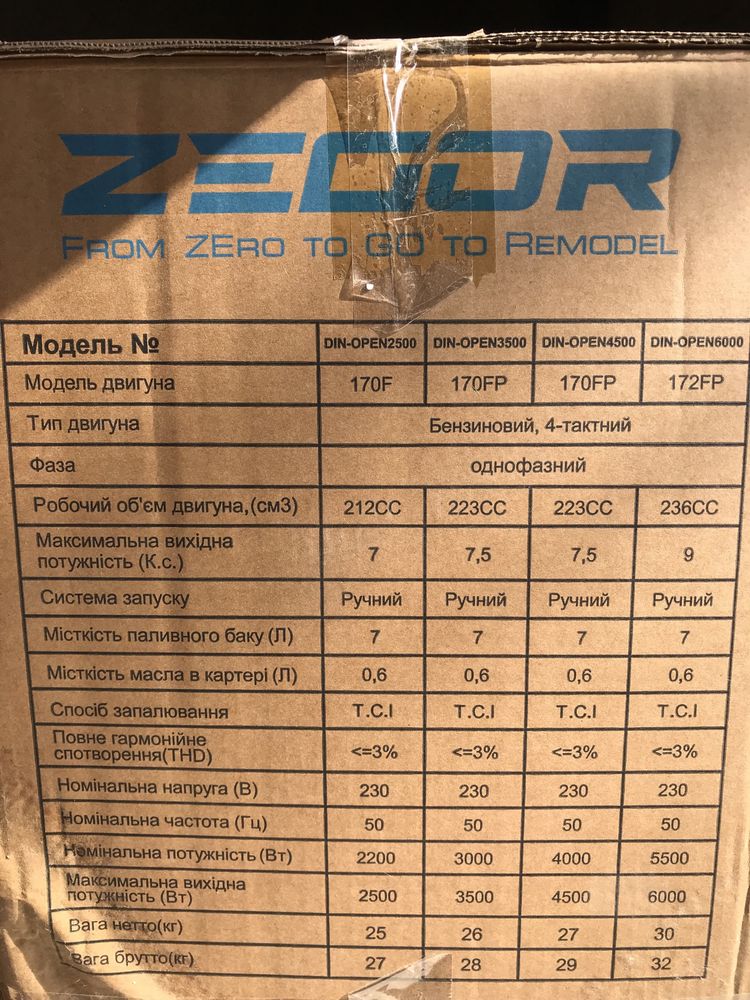 ZEGOR
FROM ZERO TO GO TO REMODEL
Модель № DIN-OPEN2500 DIN-OPEN3500 DIN-OPEN4500 DIN-OPEN6000
Модель двигуна 170F 170FP 170FP 172FP
Тип двигуна Бензиновий, 4-тактний
Фаза однофазний
Робочий об'єм двигуна,(см3) 212CC 223CC 223CC 236CC
Максимальна вихідна
потужність (К.с.) 7 7,5 7,5 9
Система запуску Ручний Ручний Ручний Ручний
Місткість паливного баку (Л) 7 7 7 7
Місткість масла в картері (Л) 0,6 0,6 0,6 0,6
Спосіб запалювання T.C.I T.C.I T.C.I T.C.I
Повне гармонійне
спотворення(THD) <=3% <=3% <=3% <=3%
Номінальна напруга (В) 230 230 230 230
Номінальна частота (Гц) 50 50 50 50
Номінальна потужність (Вт) 2200 3000 4000 5500
Максимальна вихідна
потужність (Вт) 2500 3500 4500 6000
Вага нетто(кг) 25 26 27 30
Вага брутто(кг) 27 28 29 32